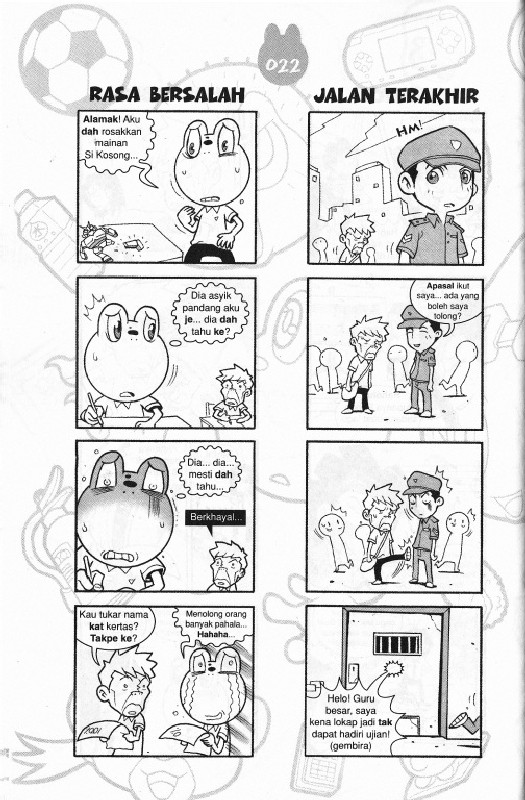 022
RASA BERSALAH
Alamak! Aku
dah rosakkan
mainam
Si Kosong...
Dia asyik
pandang aku
je... dia dah
tahu ke?
Dia... dia...
mesti dah
tahu...
Berkhayal...
Kau tukar nama
kat kertas?
Takpe ke?
Memolong orang
banyak pahala...
Hahaha...
200!
JALAN TERAKHIR
HM!
Apasal ikut
saya... ada yang
boleh saya
tolong?
Helo! Guru
besar, saya
kena lokap jadi tak
dapat hadiri ujian!
(gembira)